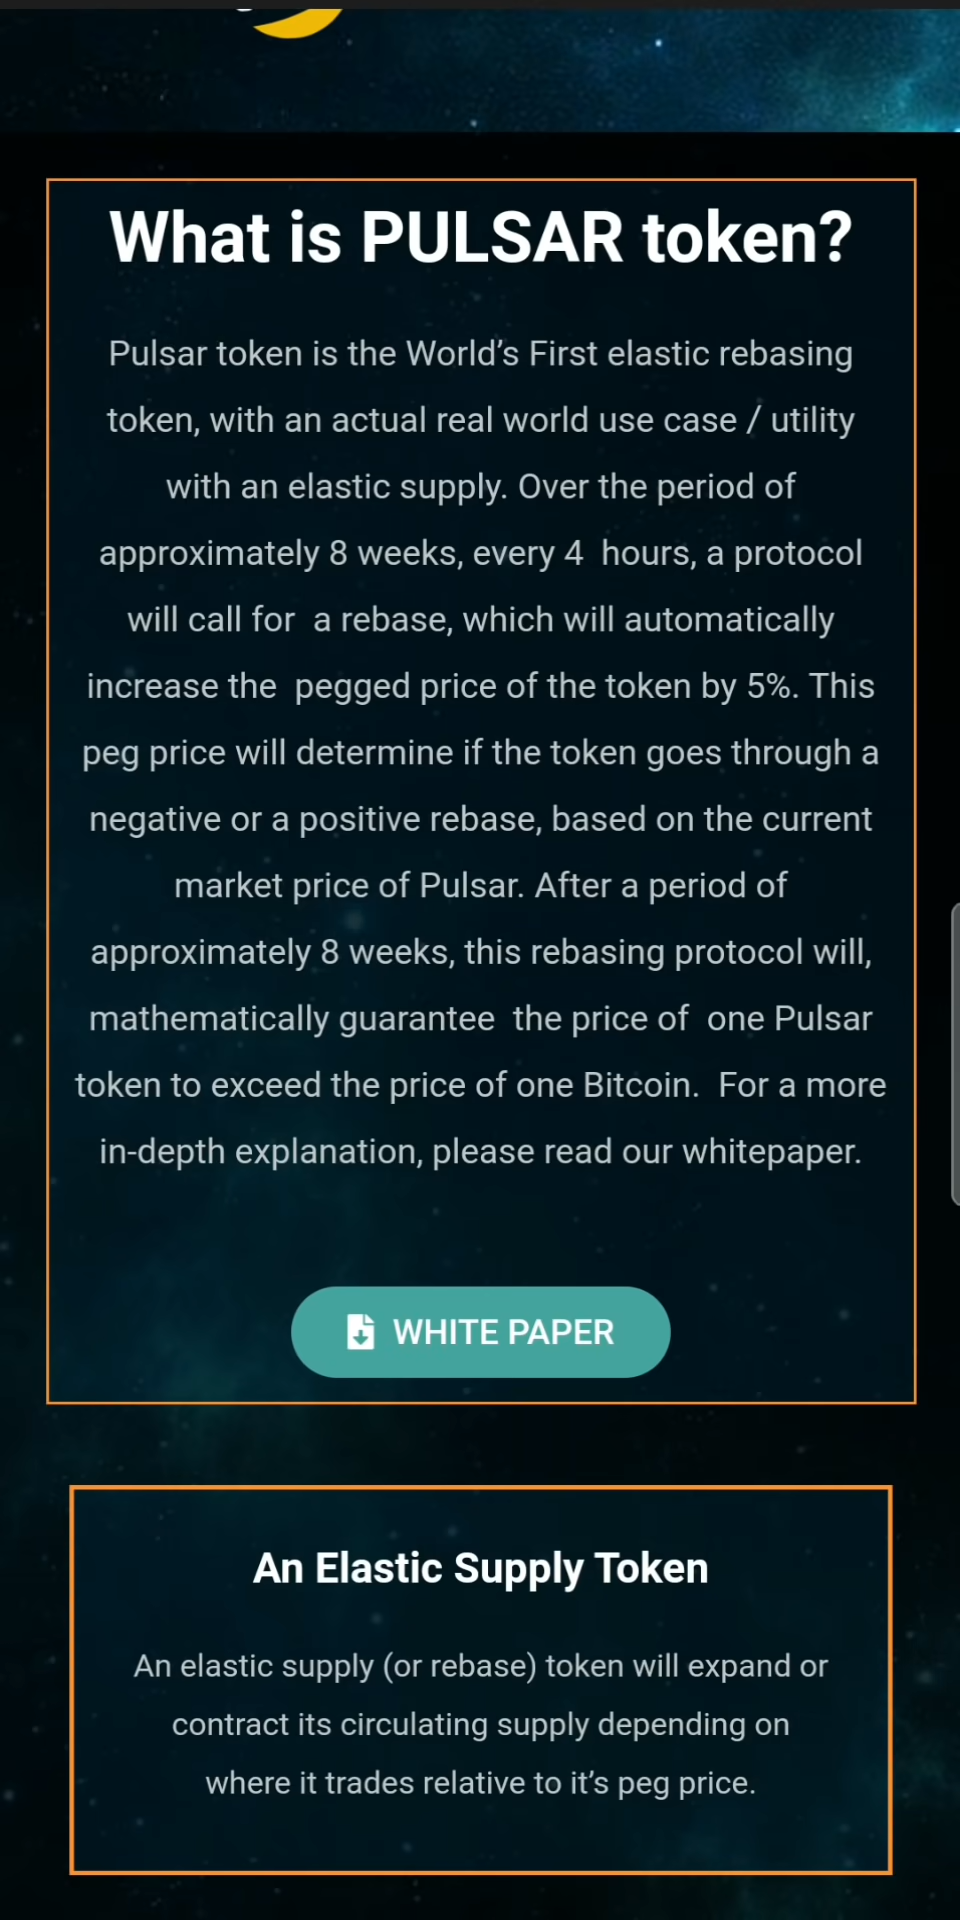 What is PULSAR token?
Pulsar token is the World’s First elastic rebasing
token, with an actual real world use case / utility
with an elastic supply. Over the period of
approximately 8 weeks, every 4  hours, a protocol
will call for  a rebase, which will automatically
increase the  pegged price of the token by 5%. This
peg price will determine if the token goes through a
negative or a positive rebase, based on the current
market price of Pulsar. After a period of
approximately 8 weeks, this rebasing protocol will,
mathematically guarantee  the price of  one Pulsar
token to exceed the price of one Bitcoin.  For a more
in-depth explanation, please read our whitepaper.
WHITE PAPER
An Elastic Supply Token
An elastic supply (or rebase) token will expand or
contract its circulating supply depending on
where it trades relative to it’s peg price.